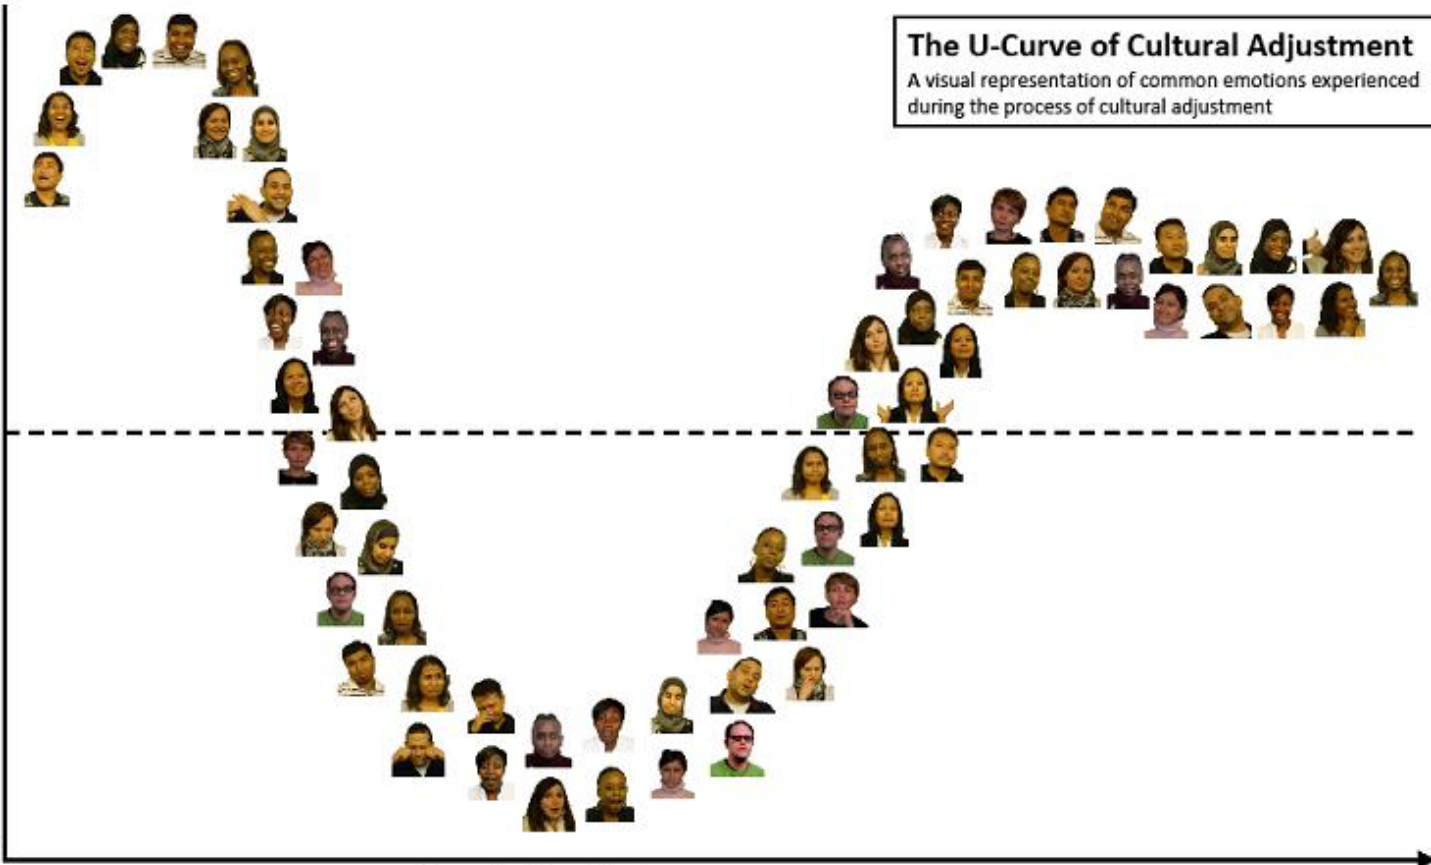 The U-Curve of Cultural Adjustment
A visual representation of common emotions experienced
during the process of cultural adjustment